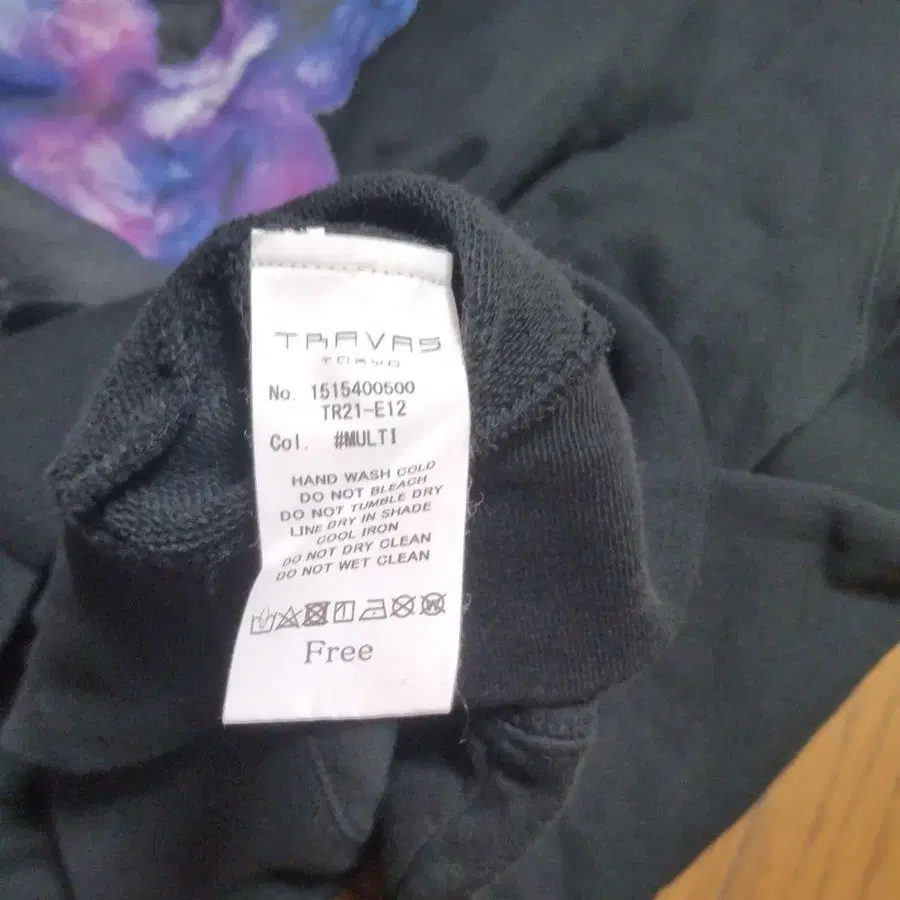 TRAVAS
TOKYO
No. 1515400500
TR21-E12
Col. #MULTI
HAND WASH COLD
DO NOT BLEACH
DO NOT TUMBLE DRY
LINE DRY IN SHADE
COOL IRON
DO NOT DRY CLEAN
DO NOT WET CLEAN
Free